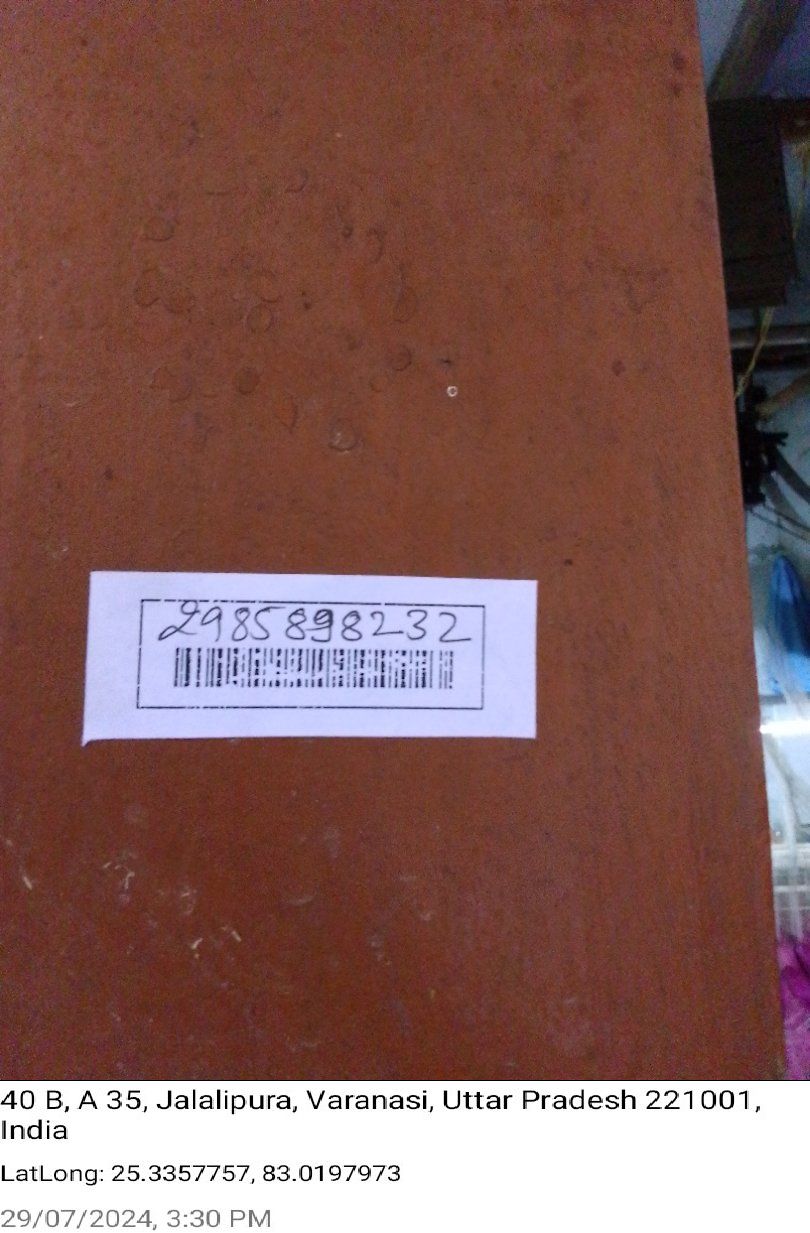 2985898232
40 B, A 35, Jalalipura, Varanasi, Uttar Pradesh 221001,
India
LatLong: 25.3357757, 83.0197973
29/07/2024, 3:30 PM